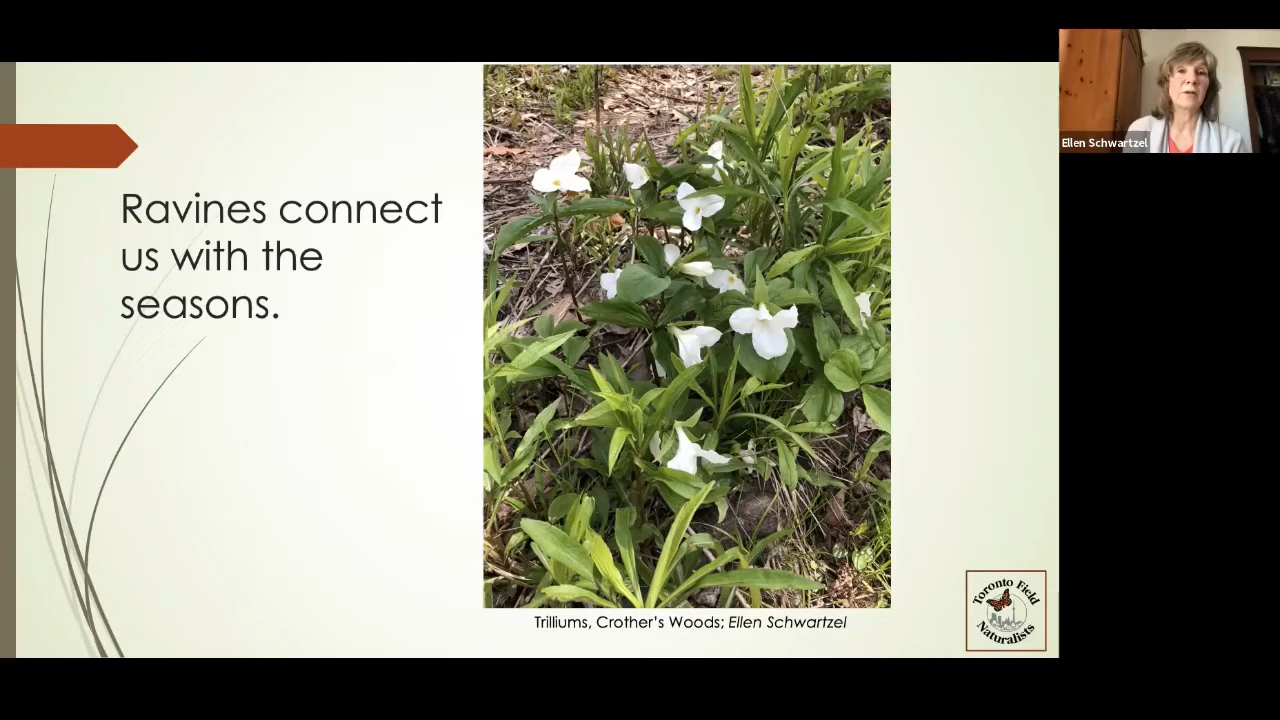 Ellen Schwartzel
Ravines connect
us with the
seasons.
Trilliums, Crother's Woods; Ellen Schwartzel
Toronto Field
Naturalists